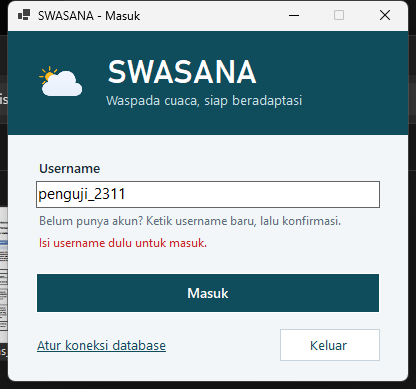 SWASANA - Masuk
SWASANA
Waspada cuaca, siap beradaptasi
Username
penguji_2311
Belum punya akun? Ketik username baru, lalu konfirmasi.
Isi username dulu untuk masuk.
Masuk
Atur koneksi database
Keluar